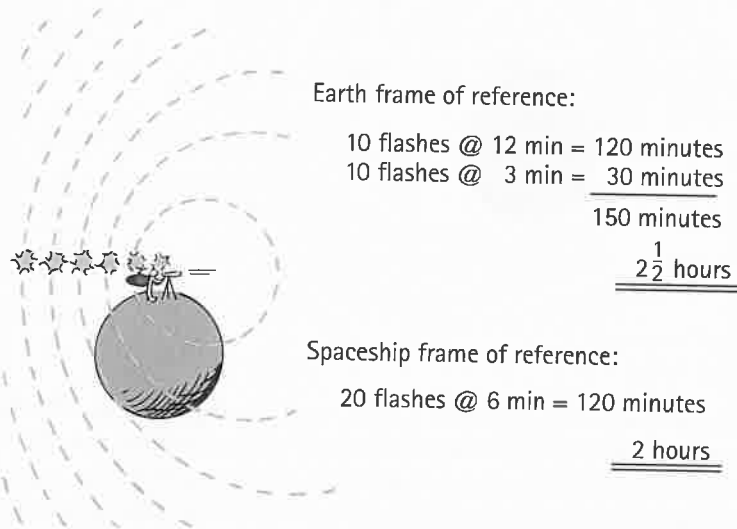 Earth frame of reference:
10 flashes @ 12 min = 120 minutes
10 flashes @ 3 min = 30 minutes
150 minutes
2 1/2 hours
Spaceship frame of reference:
20 flashes @ 6 min = 120 minutes
2 hours